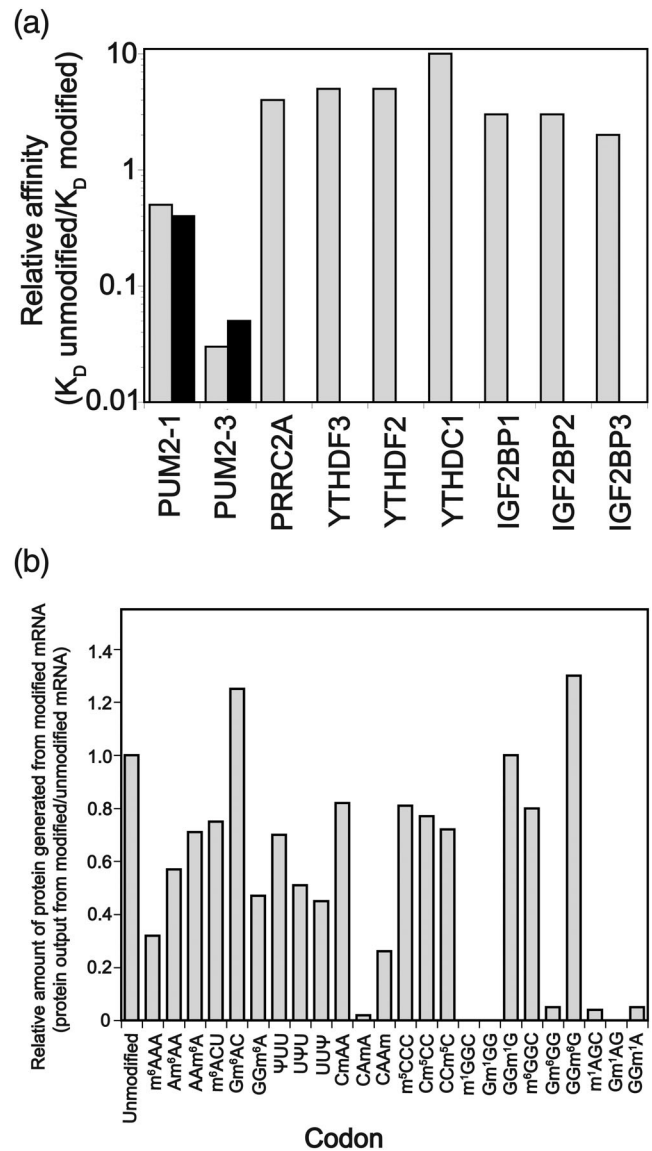 (a)
10
1
0.1
0.01
Relative affinity
(K_D unmodified/K_D modified)
PUM2-1
PUM2-3
PRRC2A
YTHDF3
YTHDF2
YTHDC1
IGF2BP1
IGF2BP2
IGF2BP3
(b)
Relative amount of protein generated from modified mRNA
(protein output from modified/unmodified mRNA)
1.4
1.2
1.0
0.8
0.6
0.4
0.2
0
Unmodified
m⁶AAA
Am⁶AA
AAm⁶A
m⁶ACU
Gm⁶AC
GGm⁶A
ΨUU
UΨU
UUΨ
CmAA
CAmA
CAAm
m⁵CCC
Cm⁵CC
CCm⁵C
m¹GGC
Gm¹GG
GGm¹G
m⁶GGC
Gm⁶GG
GGm⁶G
m¹AGC
Gm¹AG
GGm¹A
Codon